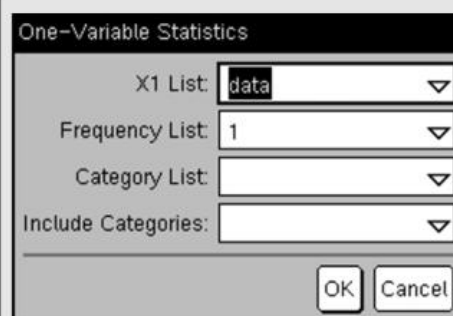 One-Variable Statistics
X1 List: data
Frequency List: 1
Category List:
Include Categories:
OK Cancel